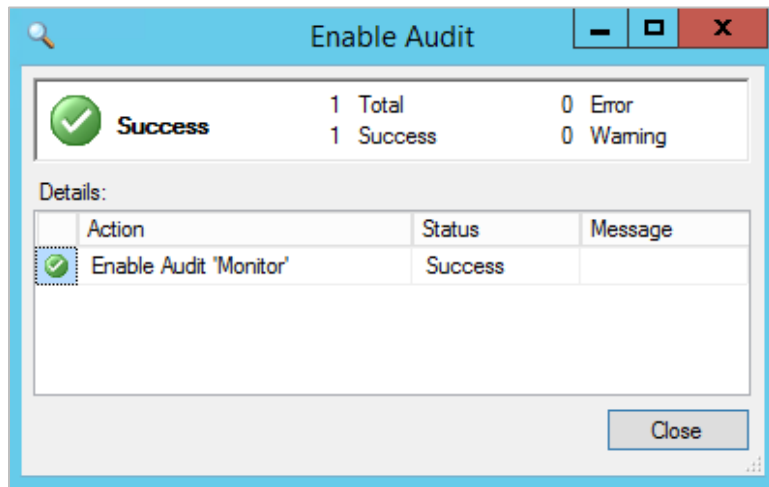 Enable Audit
Success
1 Total 0 Error
1 Success 0 Warning
Details:
Action Status Message
Enable Audit 'Monitor' Success
Close